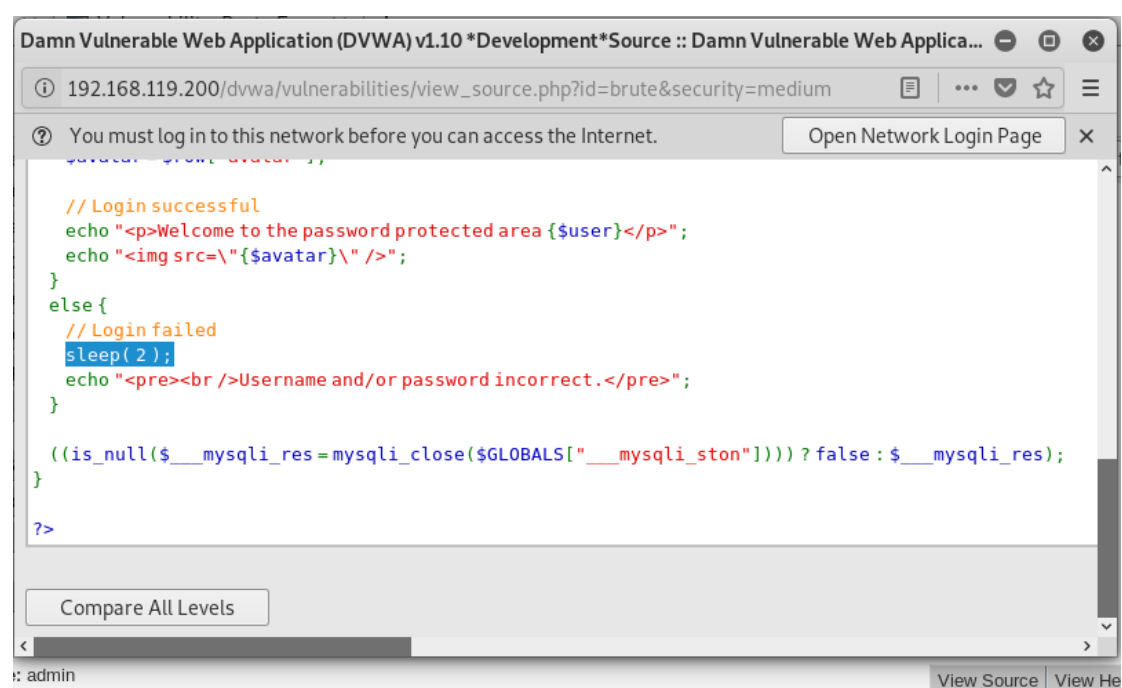 Damn Vulnerable Web Application (DVWA) v1.10 *Development*Source :: Damn Vulnerable Web Applica...
192.168.119.200/dvwa/vulnerabilities/view_source.php?id=brute&security=medium
You must log in to this network before you can access the Internet.
Open Network Login Page
// Login successful
echo "<p>Welcome to the password protected area {$user}</p>";
echo "<img src=\"{$avatar}\" />";
}
else {
// Login failed
sleep( 2 );
echo "<pre><br />Username and/or password incorrect.</pre>";
}
((is_null($___mysqli_res = mysqli_close($GLOBALS["___mysqli_ston"]))) ? false : $___mysqli_res);
}
?>
Compare All Levels
: admin
View Source
View He